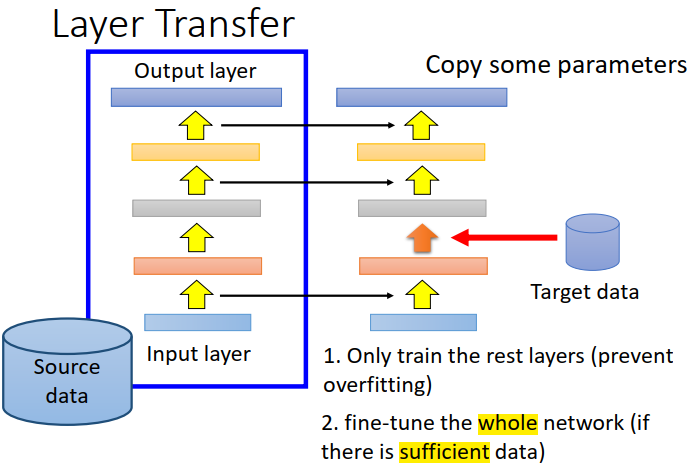 Layer Transfer
Output layer
Copy some parameters
Target data
Input layer
Source
data
1. Only train the rest layers (prevent
overfitting)
2. fine-tune the whole network (if
there is sufficient data)